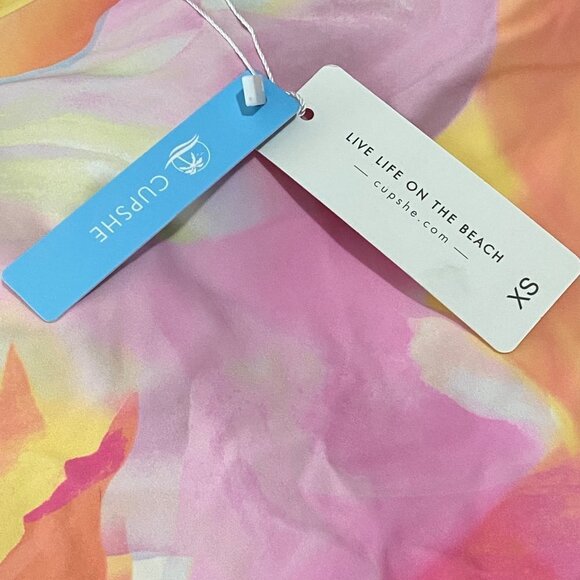 CUPSHE
LIVE LIFE ON THE BEACH
— cupshe.com —
XS